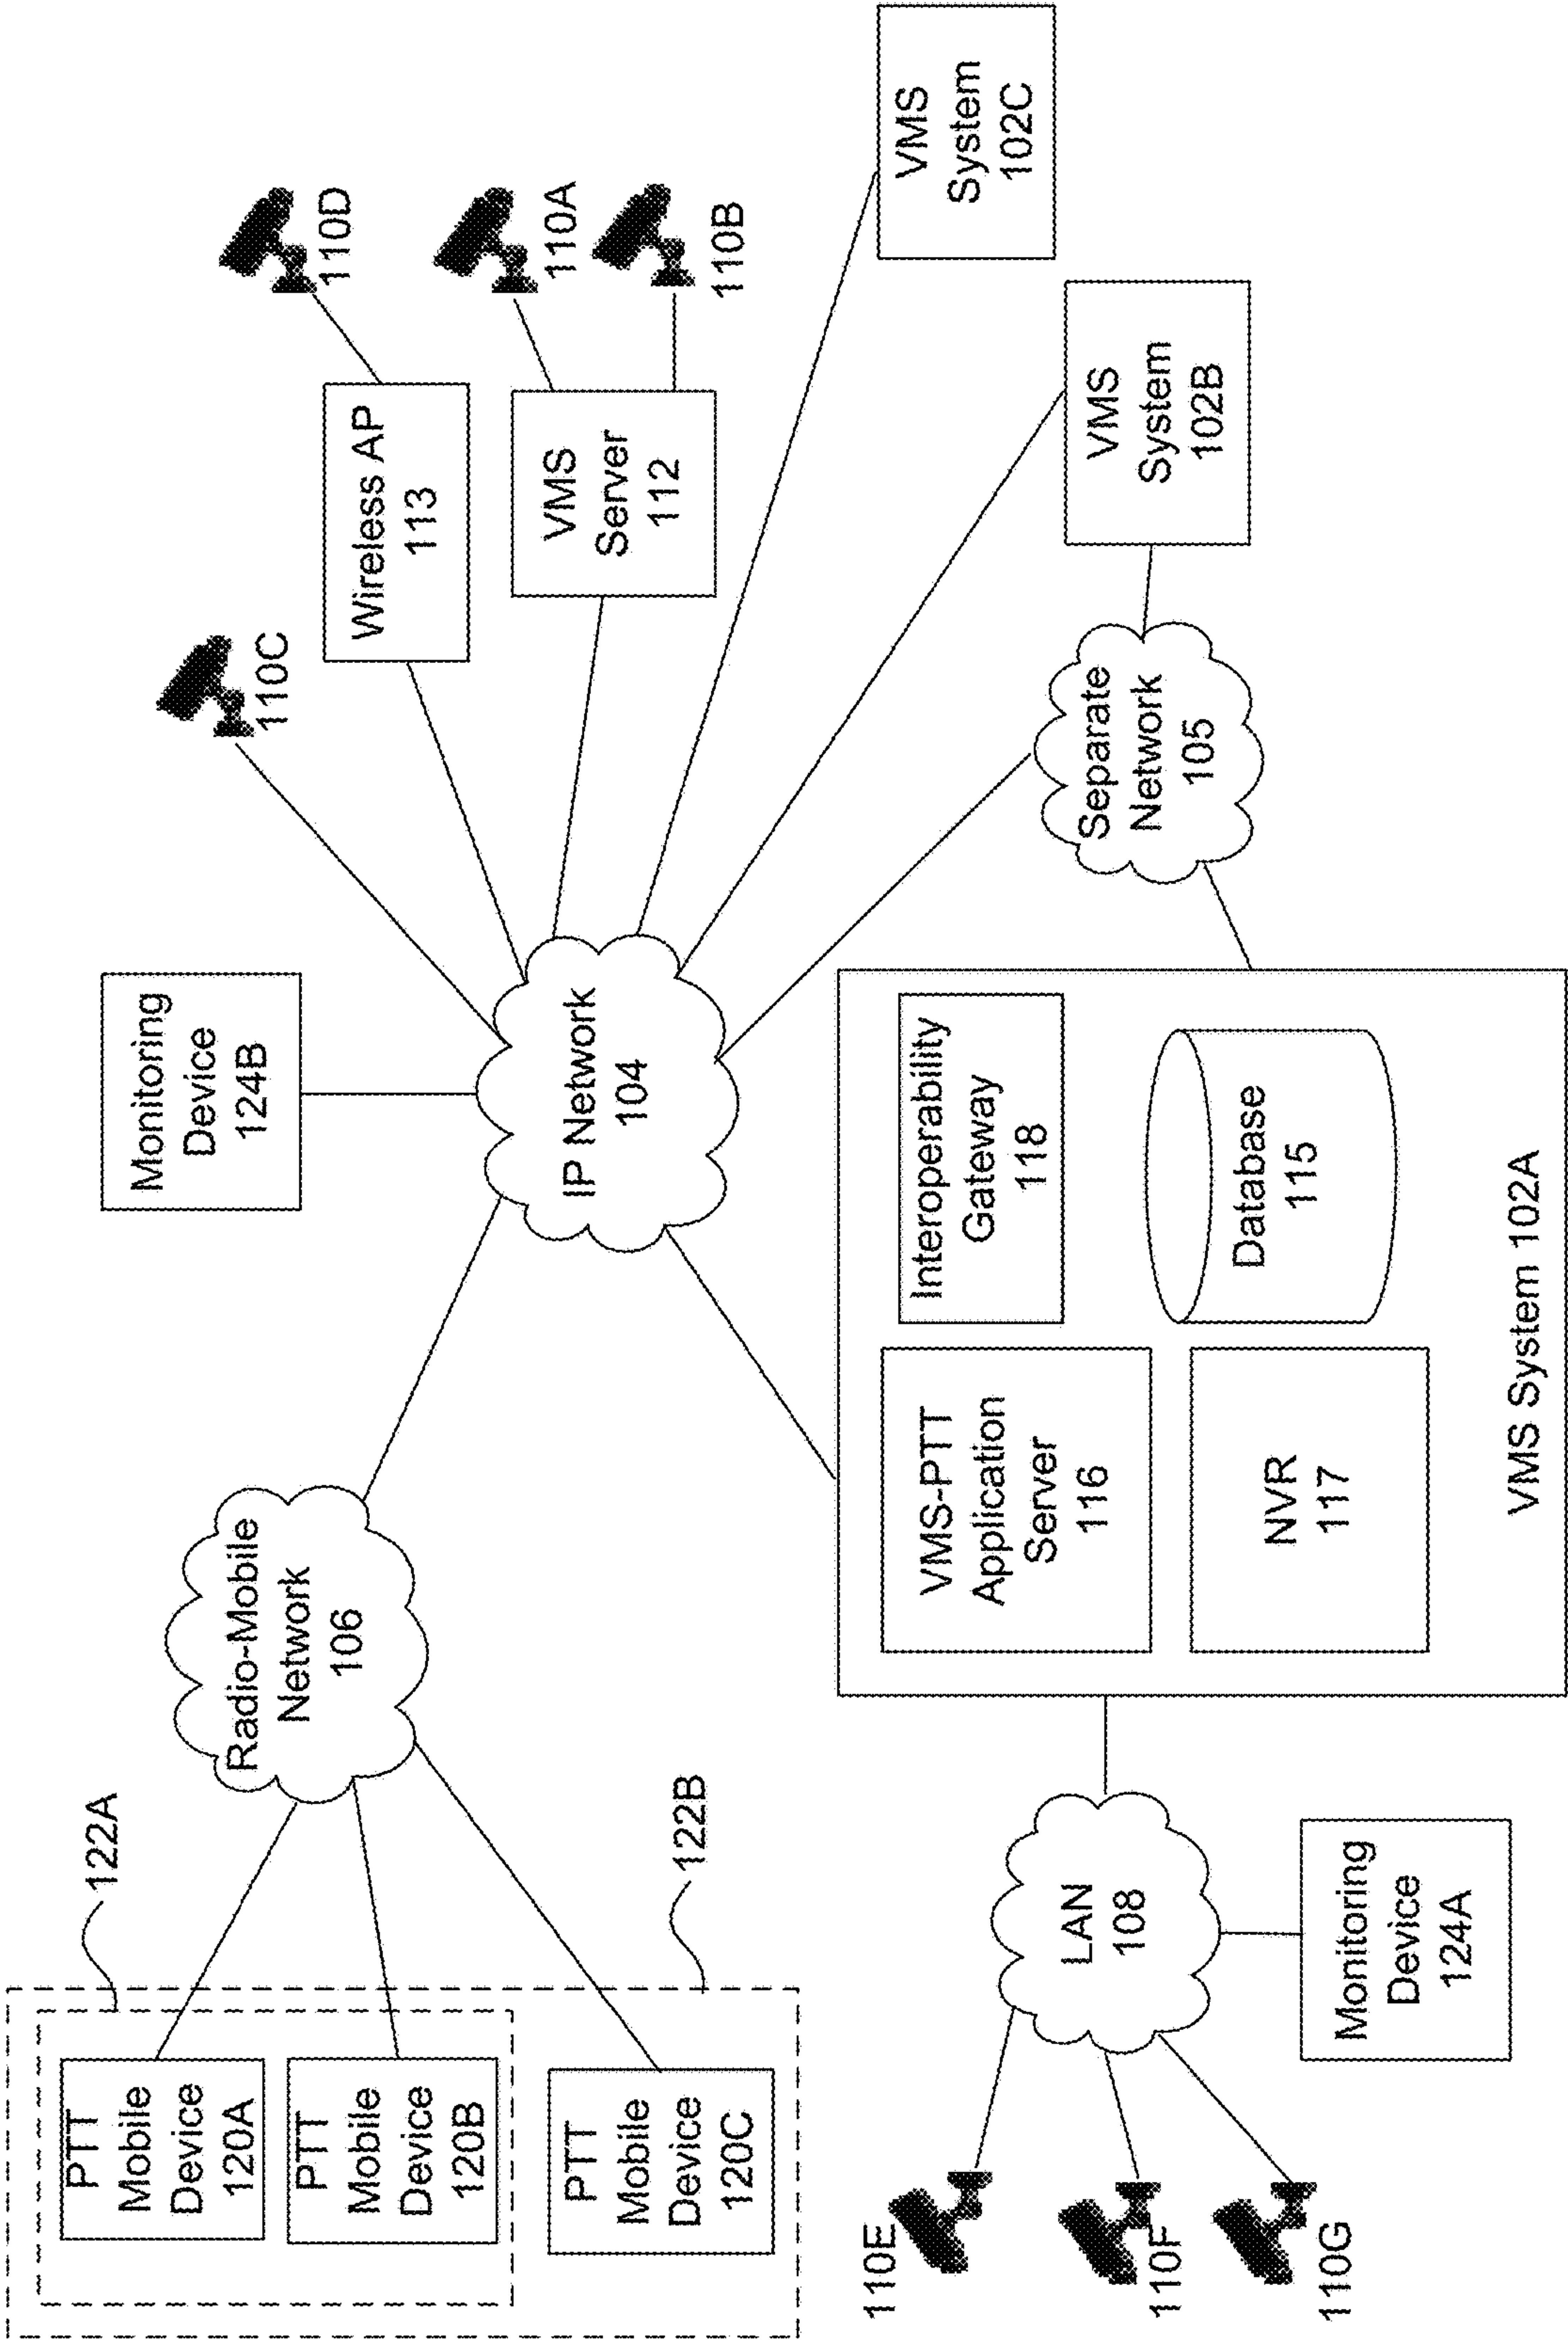 122A
PTT
Mobile
Device
120A
PTT
Mobile
Device
120B
PTT
Mobile
Device
120C
122B
Radio-Mobile
Network
106
Monitoring
Device
124B
IP Network
104
110C
Wireless AP
113
110D
VMS
Server
112
110A
110B
VMS
System
102C
VMS
System
102B
Separate
Network
105
110E
110F
110G
LAN
108
Monitoring
Device
124A
VMS-PTT
Application
Server
116
Interoperability
Gateway
118
NVR
117
Database
115
VMS System 102A